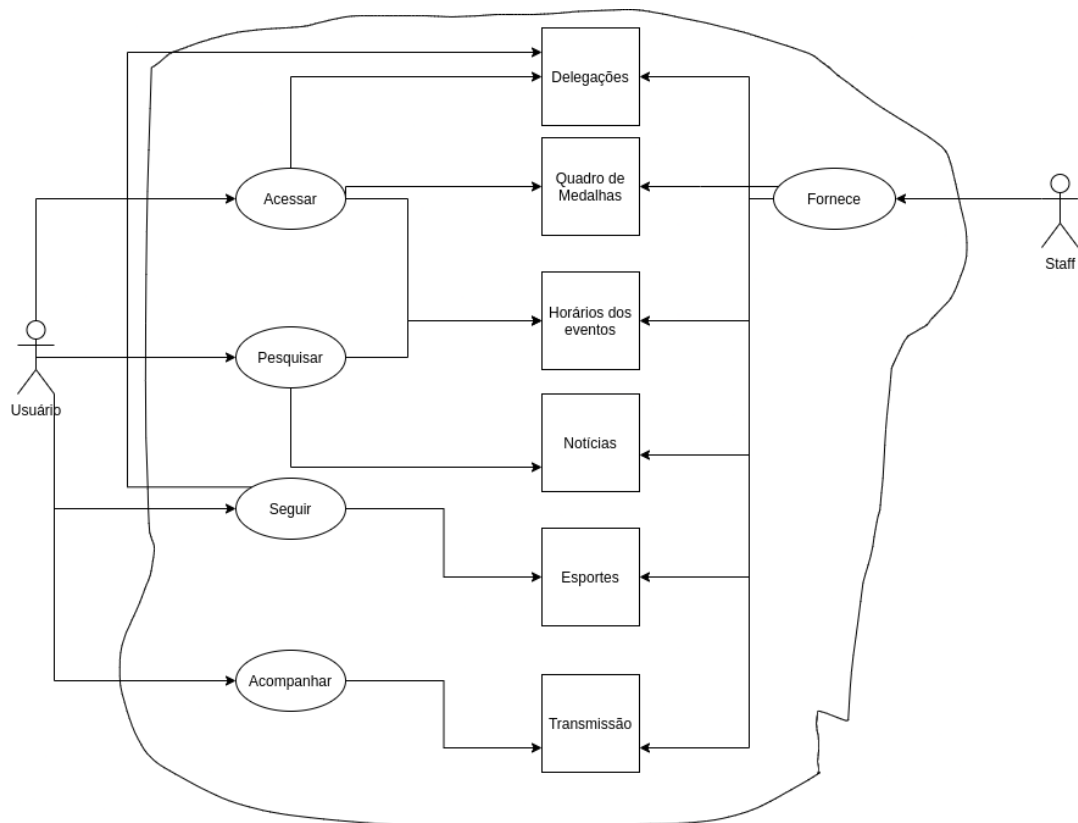 Delegações
Acessar
Quadro de
Medalhas
Fornece
Staff
Horários dos
eventos
Pesquisar
Usuário
Notícias
Seguir
Esportes
Acompanhar
Transmissão